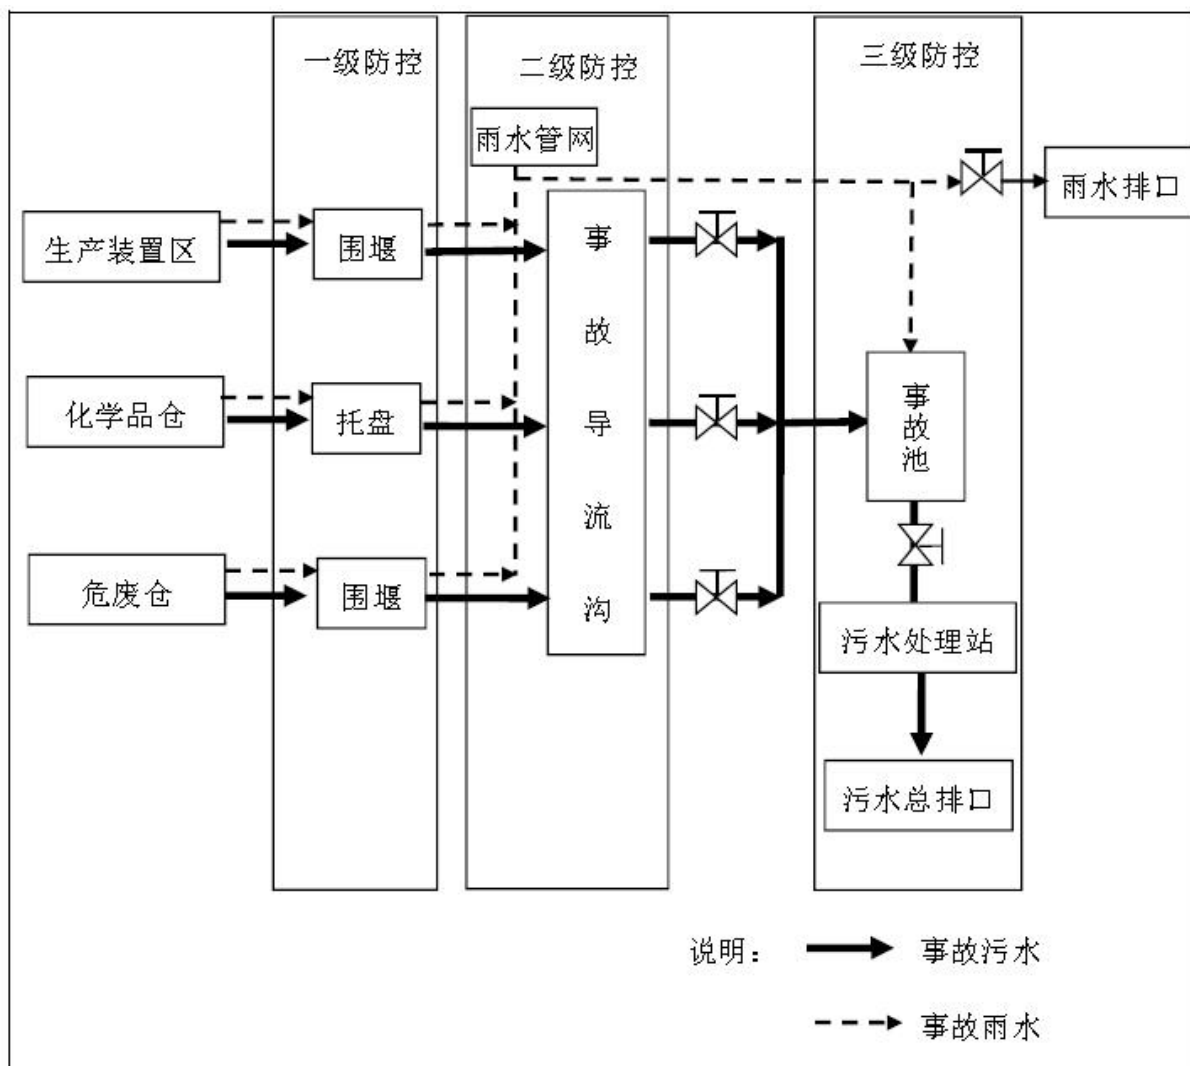 一级防控
二级防控
三级防控
雨水管网
雨水排口
生产装置区
围堰
事故导流沟
化学品仓
托盘
事故池
危废仓
围堰
污水处理站
污水总排口
说明：
事故污水
事故雨水